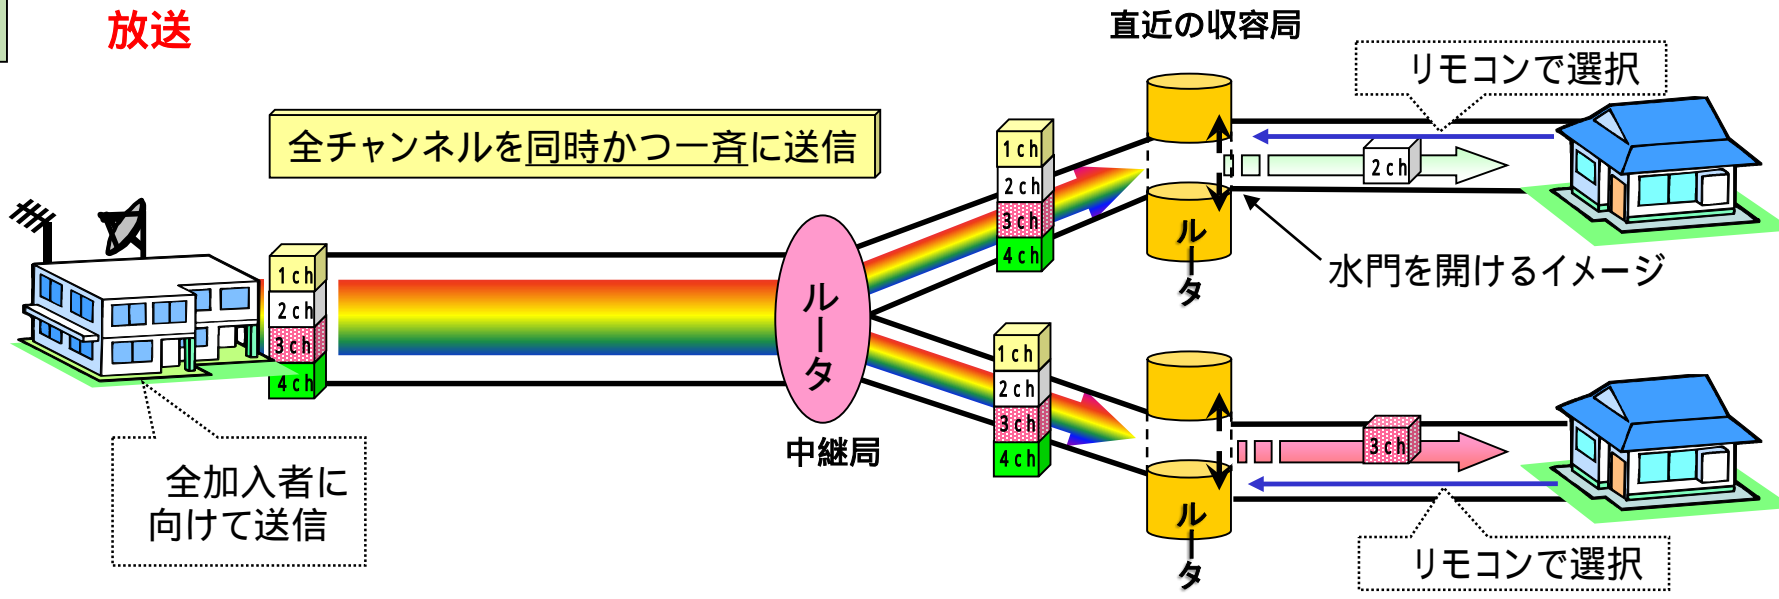 放送
直近の収容局
リモコンで選択
全チャンネルを同時かつ一斉に送信
1ch
2ch
3ch
4ch
2ch
ルータ
水門を開けるイメージ
1ch
2ch
3ch
4ch
ルータ
中継局
1ch
2ch
3ch
4ch
3ch
ルータ
リモコンで選択
全加入者に
向けて送信